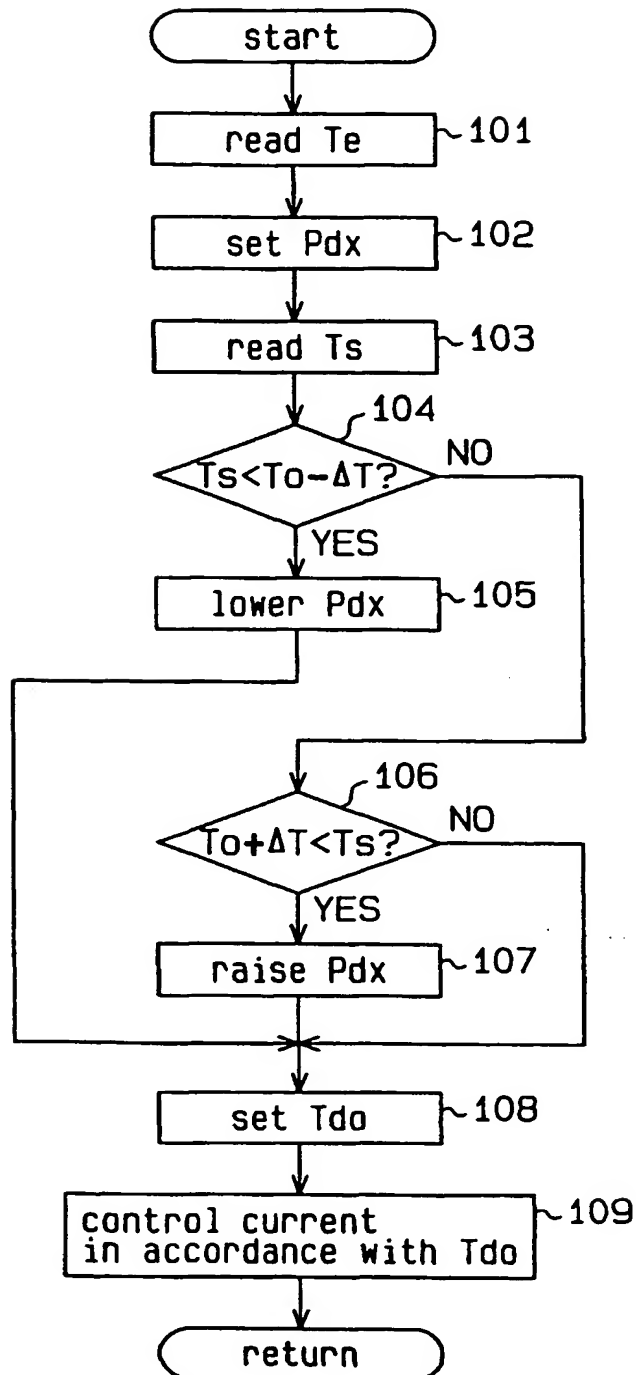 start
read Te
101
set Pdx
102
read Ts
103
104
Ts<To-ΔT?
NO
YES
lower Pdx
105
106
To+ΔT<Ts?
NO
YES
raise Pdx
107
set Tdo
108
control current
in accordance with Tdo
109
return